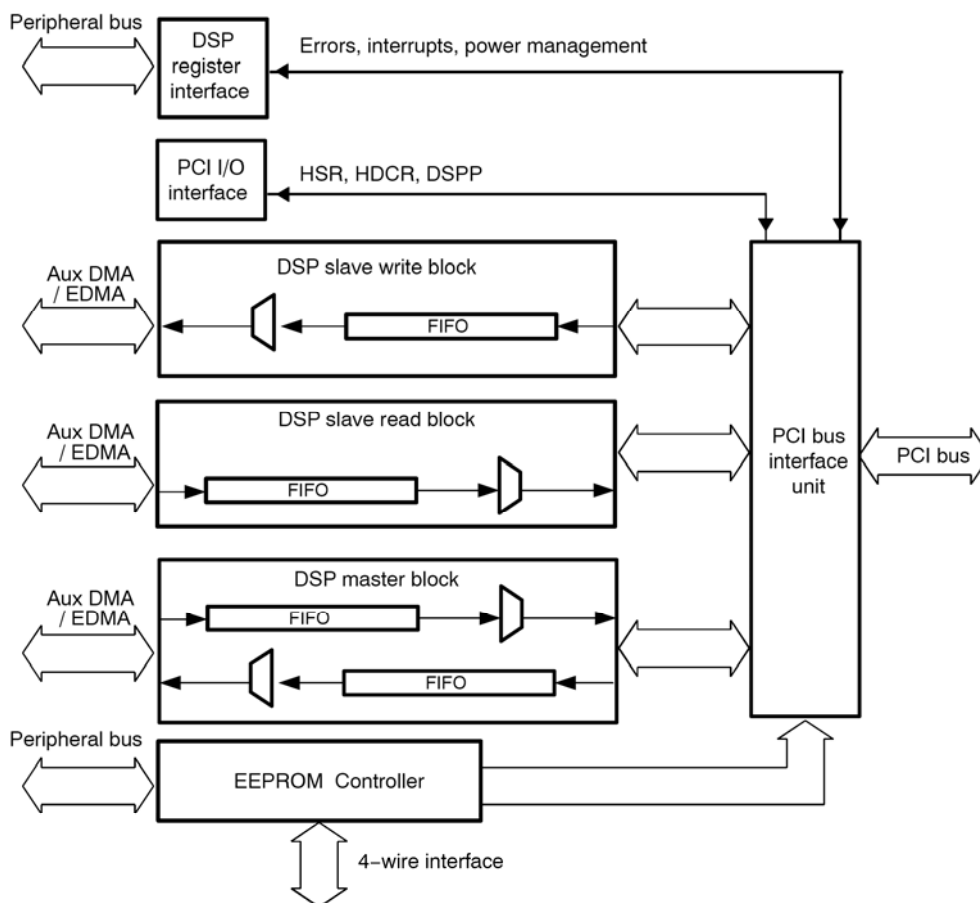 Peripheral bus
DSP
register
interface
Errors, interrupts, power management
PCI I/O
interface
HSR, HDCR, DSPP
DSP slave write block
Aux DMA
/ EDMA
FIFO
DSP slave read block
Aux DMA
/ EDMA
FIFO
PCI bus
interface
unit
PCI bus
DSP master block
Aux DMA
/ EDMA
FIFO
FIFO
Peripheral bus
EEPROM Controller
4−wire interface